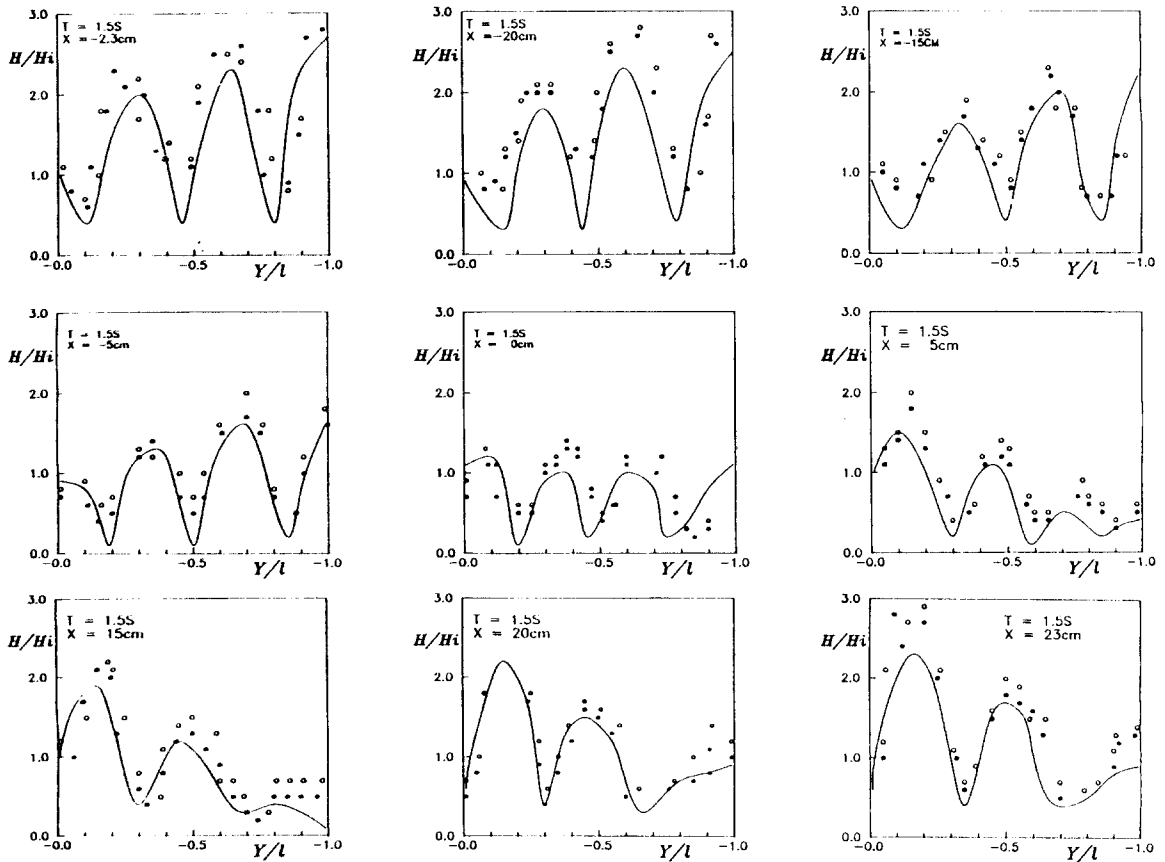 3.0
T = 1.5S
X = -2.3cm
H/Hi
2.0
1.0
0.0
-0.0
-0.5
-1.0
Y/l
3.0
T = 1.5S
X = -20cm
H/Hi
2.0
1.0
0.0
-0.0
-0.5
-1.0
Y/l
3.0
T = 1.5S
X = -15CM
H/Hi
2.0
1.0
0.0
-0.0
-0.5
-1.0
Y/l
3.0
T = 1.5S
X = -5cm
H/Hi
2.0
1.0
0.0
-0.0
-0.5
-1.0
Y/l
3.0
T = 1.5S
X = 0cm
H/Hi
2.0
1.0
0.0
-0.0
-0.5
-1.0
Y/l
3.0
T = 1.5S
X = 5cm
H/Hi
2.0
1.0
0.0
-0.0
-0.5
-1.0
Y/l
3.0
T = 1.5S
X = 15cm
H/Hi
2.0
1.0
0.0
-0.0
-0.5
-1.0
Y/l
3.0
T = 1.5S
X = 20cm
H/Hi
2.0
1.0
0.0
-0.0
-0.5
-1.0
Y/l
3.0
T = 1.5S
X = 23cm
H/Hi
2.0
1.0
0.0
-0.0
-0.5
-1.0
Y/l